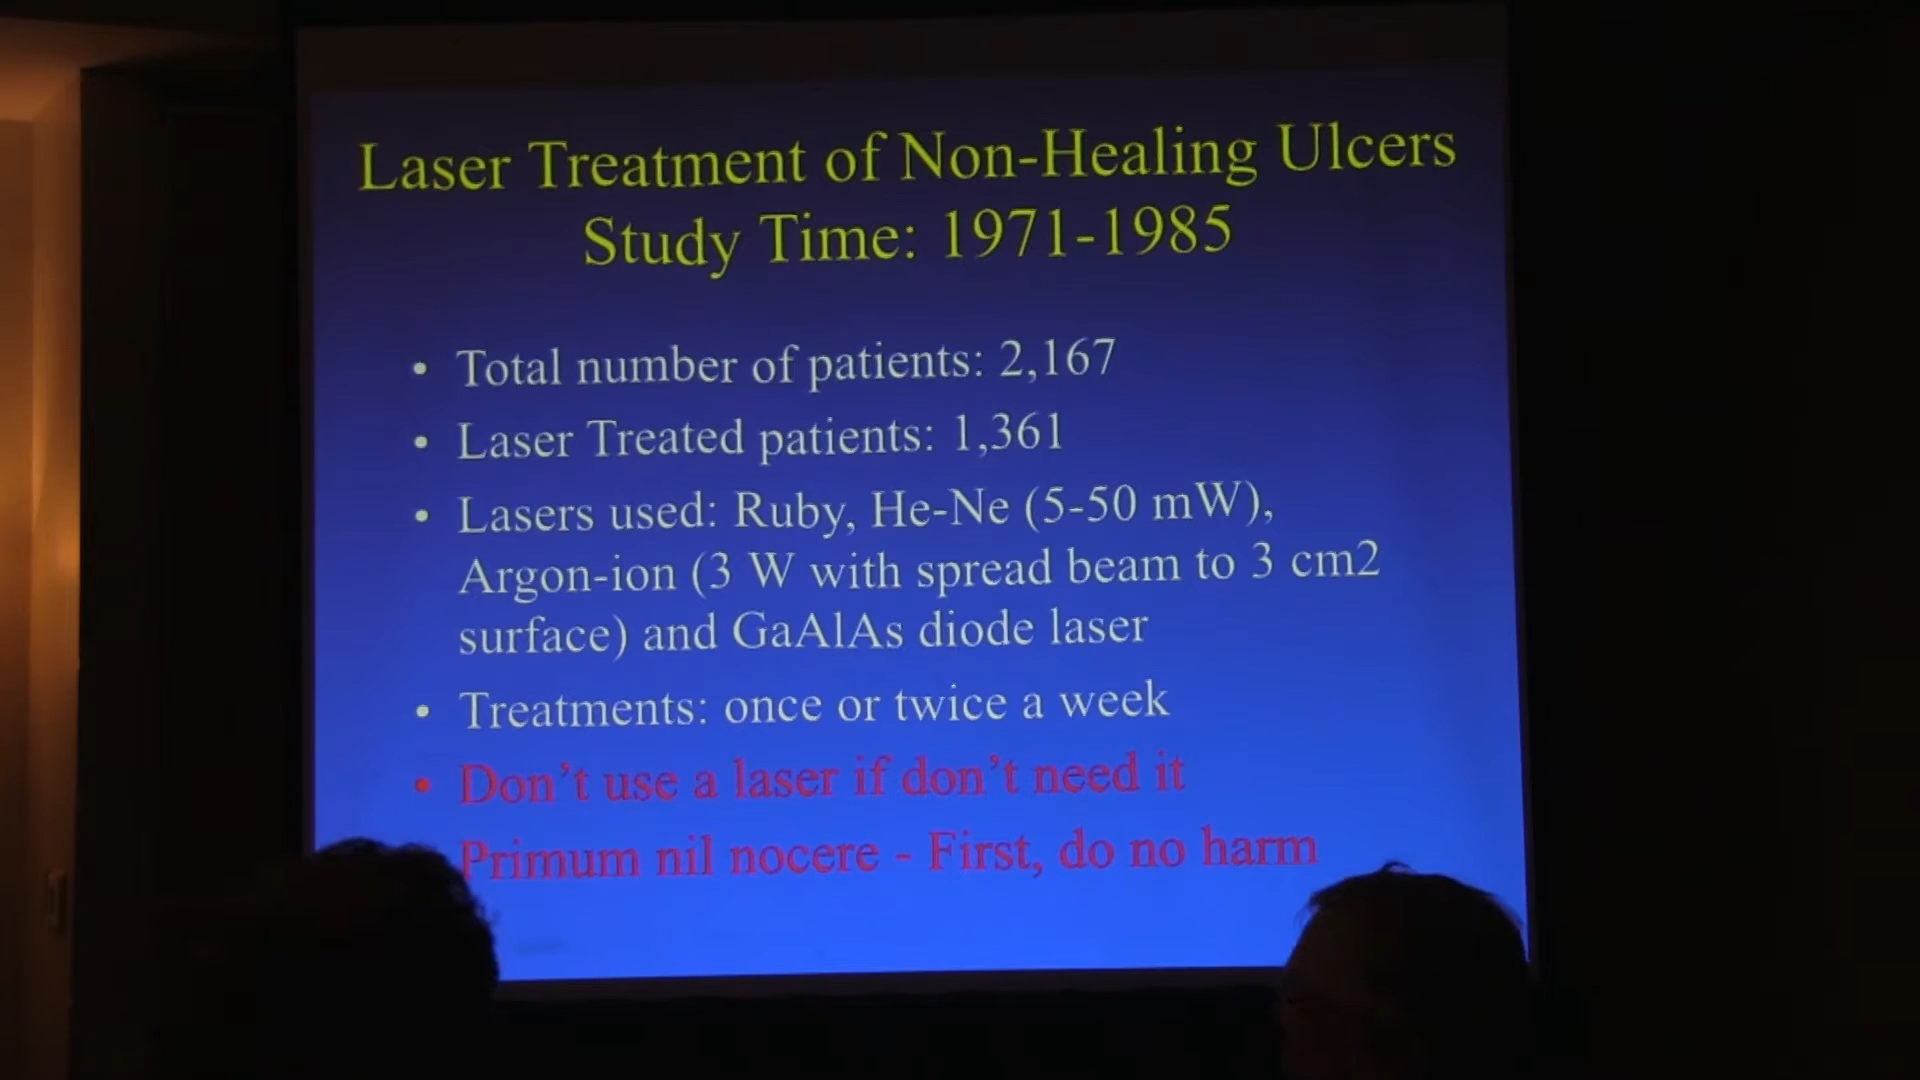 Laser Treatment of Non-Healing Ulcers
Study Time: 1971-1985
• Total number of patients: 2,167
• Laser Treated patients: 1,361
• Lasers used: Ruby, He-Ne (5-50 mW),
Argon-ion (3 W with spread beam to 3 cm2
surface) and GaAlAs diode laser
• Treatments: once or twice a week
• Don't use a laser if don't need it
Primum nil nocere - First, do no harm